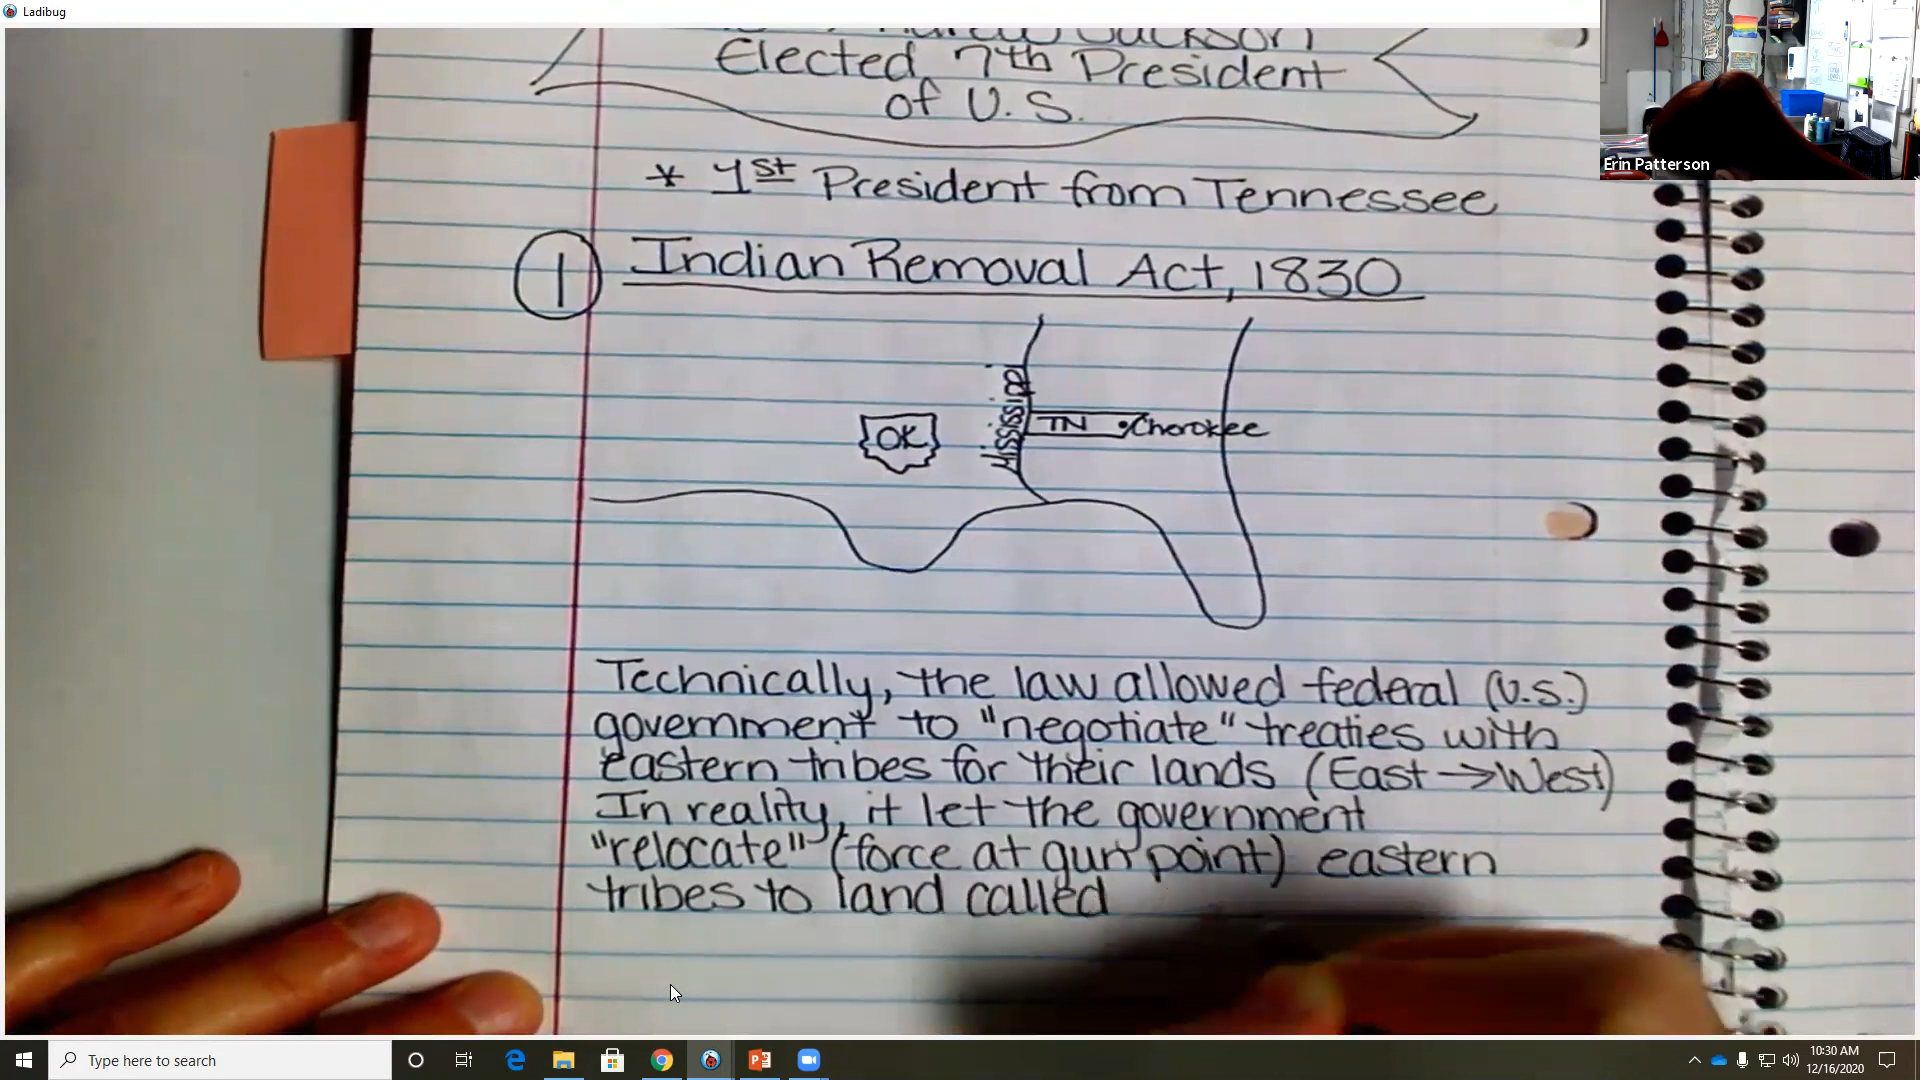 Ladibug
Andrew Jackson
Elected 7th President
of U.S.
* 1st President from Tennessee
Erin Patterson
1 Indian Removal Act, 1830
Mississippi
OK
TN
Cherokee
Technically, the law allowed federal (U.S.)
government to "negotiate" treaties with
eastern tribes for their lands (East → West)
In reality, it let the government
"relocate" (force at gun point) eastern
tribes to land called
Type here to search
10:30 AM
12/16/2020